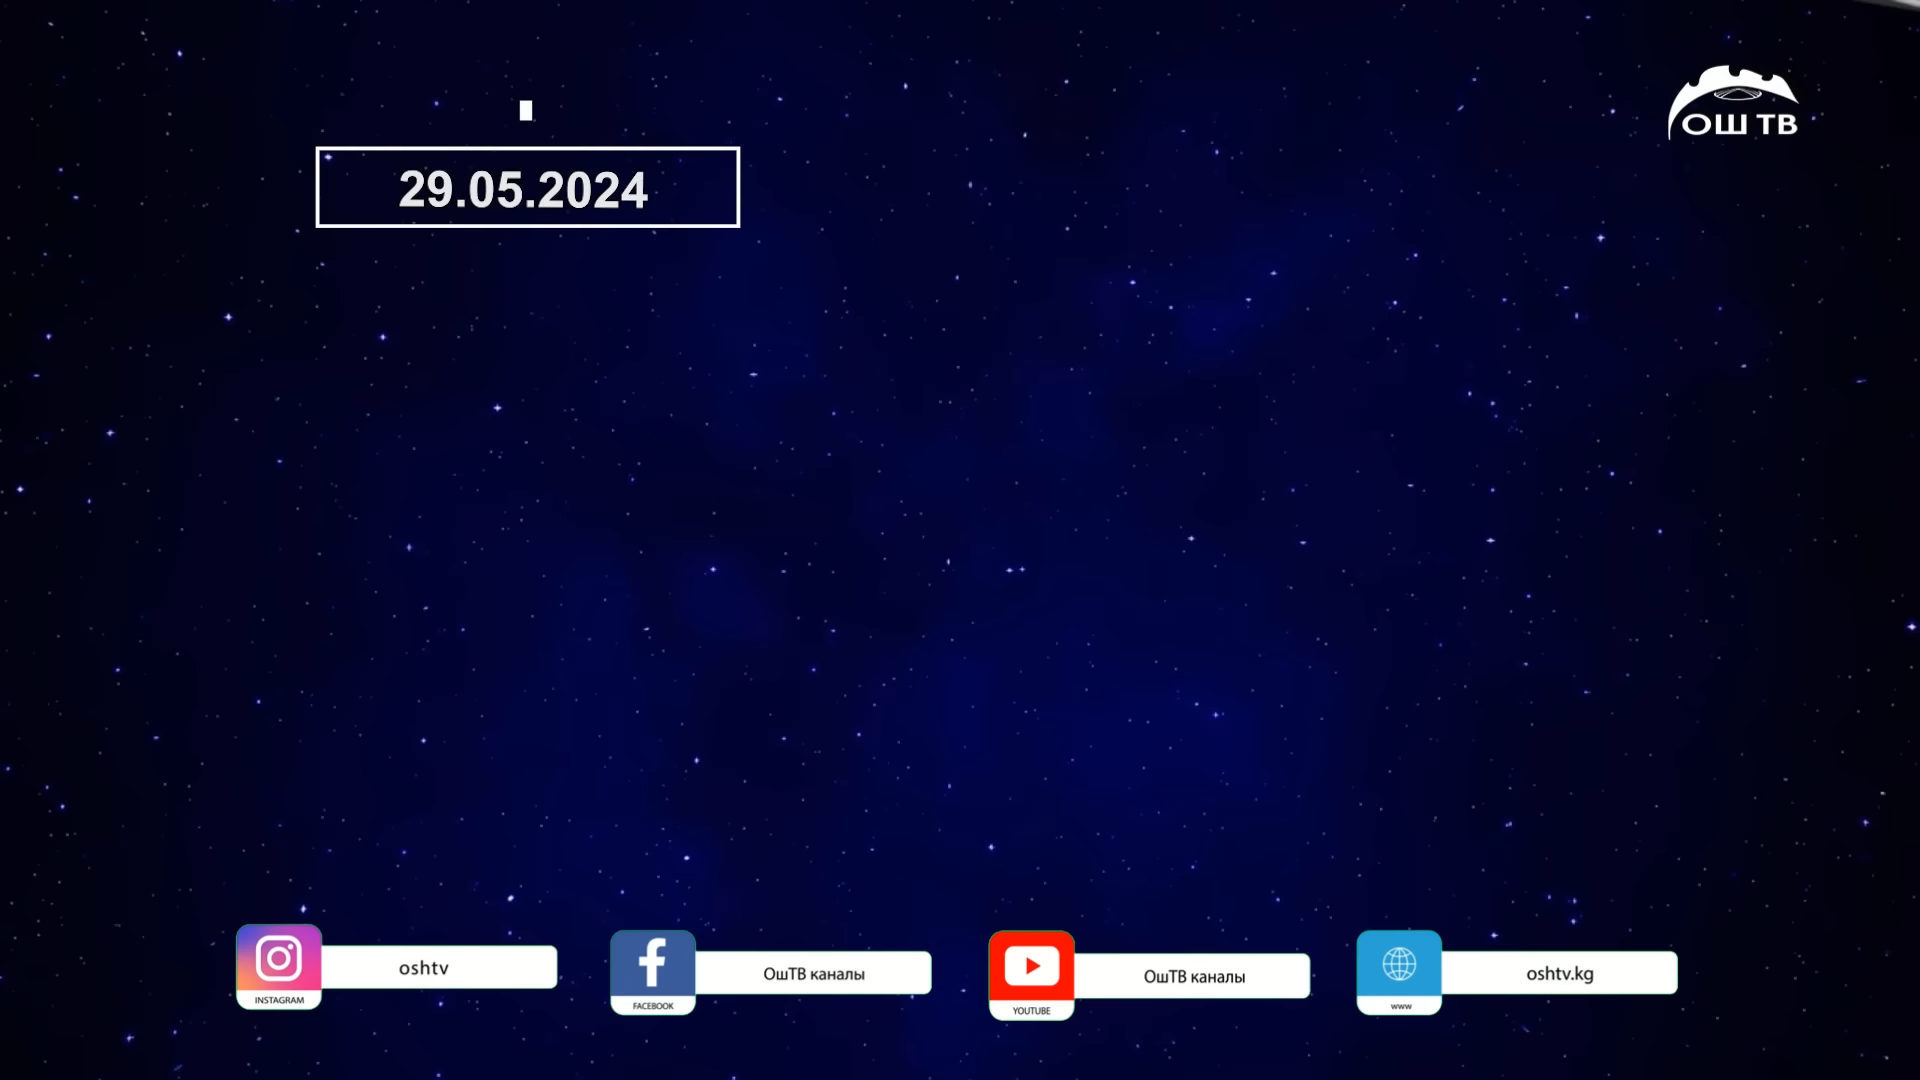 ОШ ТВ
29.05.2024
oshtv
INSTAGRAM
ОшТВ каналы
FACEBOOK
ОшТВ каналы
YOUTUBE
oshtv.kg
www